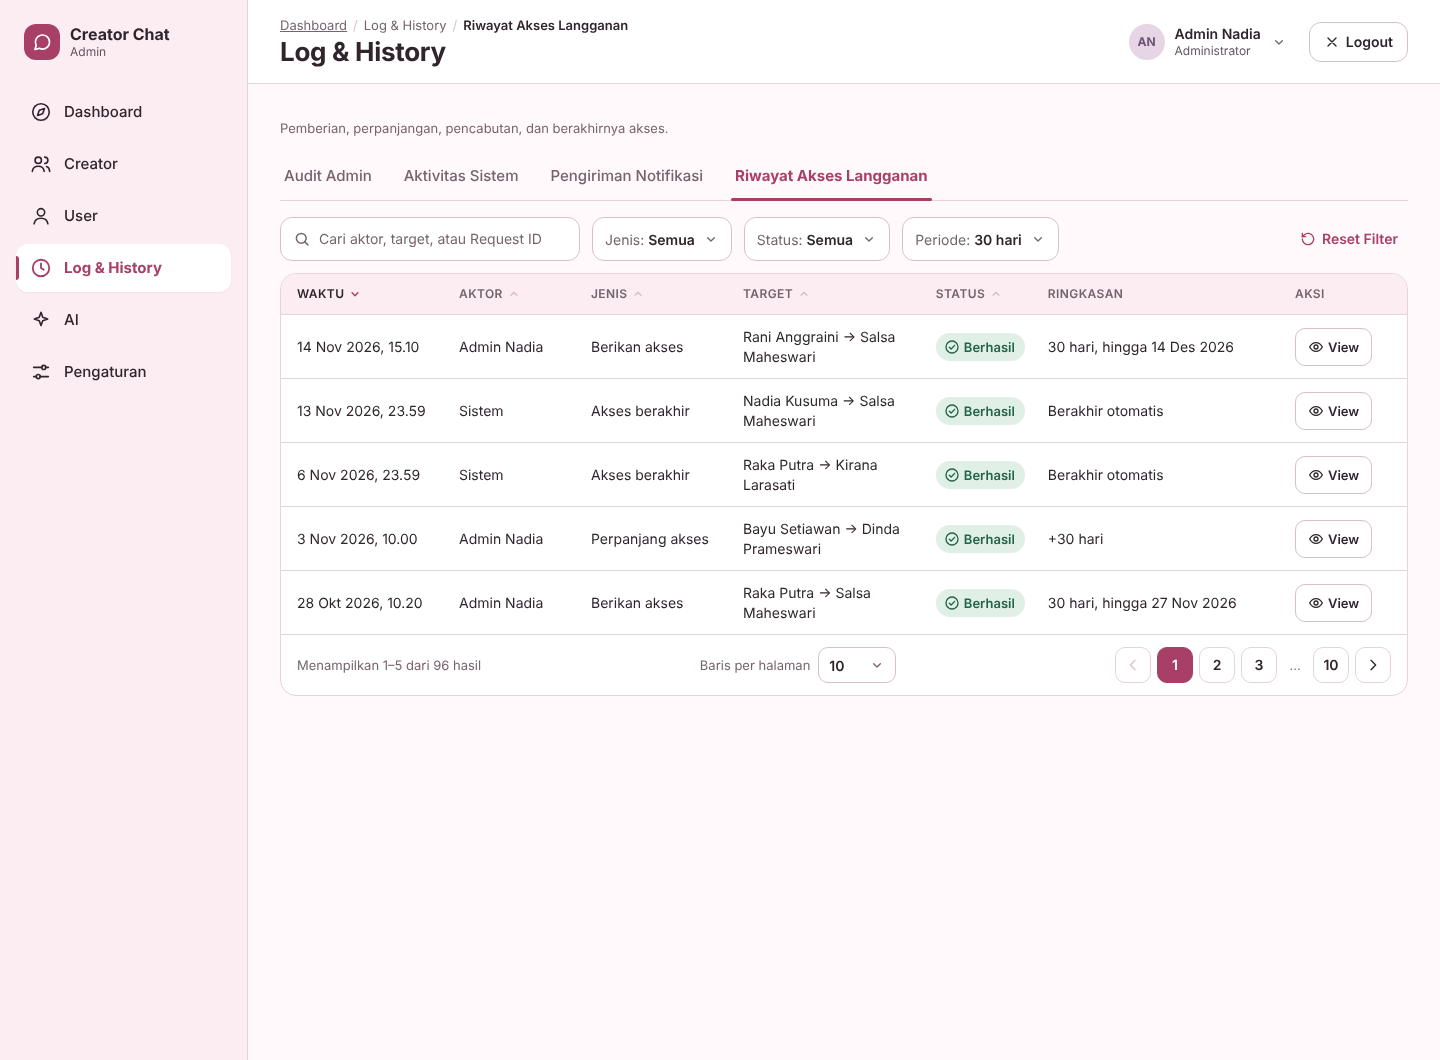 Creator Chat
Admin
Dashboard
Creator
User
Log & History
AI
Pengaturan
Dashboard / Log & History / Riwayat Akses Langganan
Log & History
AN
Admin Nadia
Administrator
Logout
Pemberian, perpanjangan, pencabutan, dan berakhirnya akses.
Audit Admin
Aktivitas Sistem
Pengiriman Notifikasi
Riwayat Akses Langganan
Cari aktor, target, atau Request ID
Jenis: Semua
Status: Semua
Periode: 30 hari
Reset Filter
WAKTU AKTOR JENIS TARGET STATUS RINGKASAN AKSI
14 Nov 2026, 15.10 Admin Nadia Berikan akses Rani Anggraini → Salsa Maheswari Berhasil 30 hari, hingga 14 Des 2026 View
13 Nov 2026, 23.59 Sistem Akses berakhir Nadia Kusuma → Salsa Maheswari Berhasil Berakhir otomatis View
6 Nov 2026, 23.59 Sistem Akses berakhir Raka Putra → Kirana Larasati Berhasil Berakhir otomatis View
3 Nov 2026, 10.00 Admin Nadia Perpanjang akses Bayu Setiawan → Dinda Prameswari Berhasil +30 hari View
28 Okt 2026, 10.20 Admin Nadia Berikan akses Raka Putra → Salsa Maheswari Berhasil 30 hari, hingga 27 Nov 2026 View
Menampilkan 1–5 dari 96 hasil
Baris per halaman 10
1 2 3 ... 10